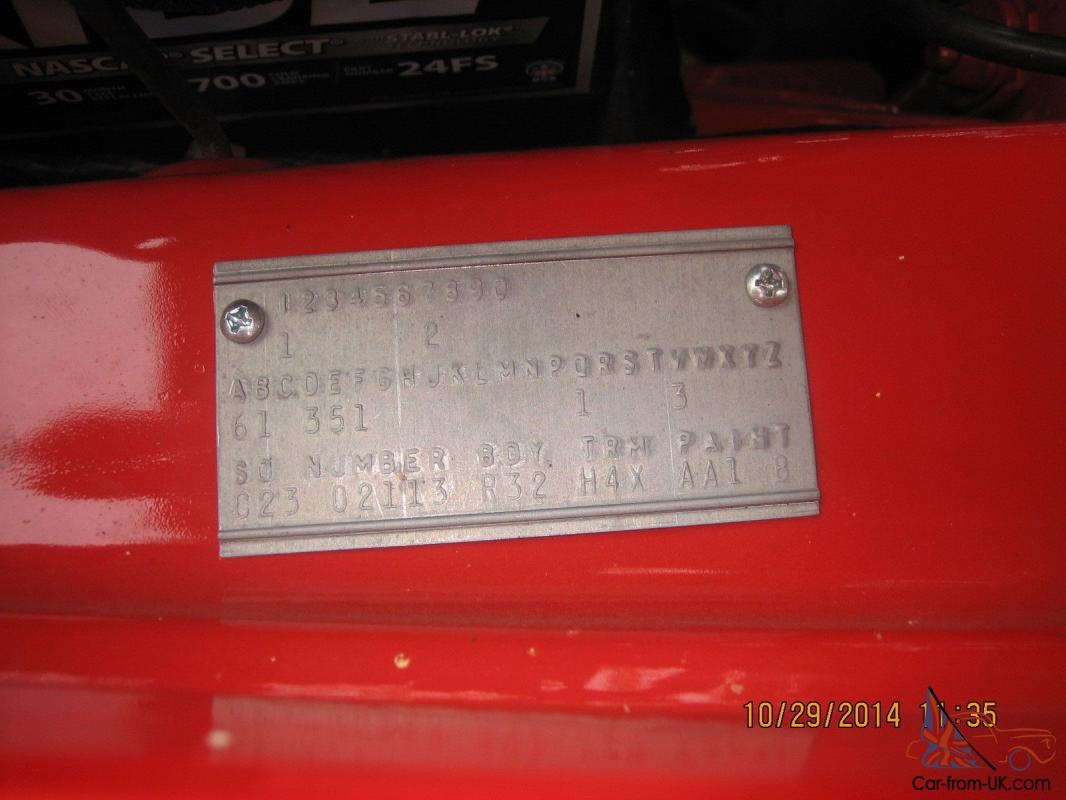 NASCAR® SELECT® STABL-LOK®
30 700 24FS
1234567890
1 2
ABCDEFGHJKLMNPQRSTVWXYZ
61 351 1 3
SO NUMBER BDY TRM PAINT
C23 02113 R32 H4X AA1 8
10/29/2014 11:35
Car-from-UK.com